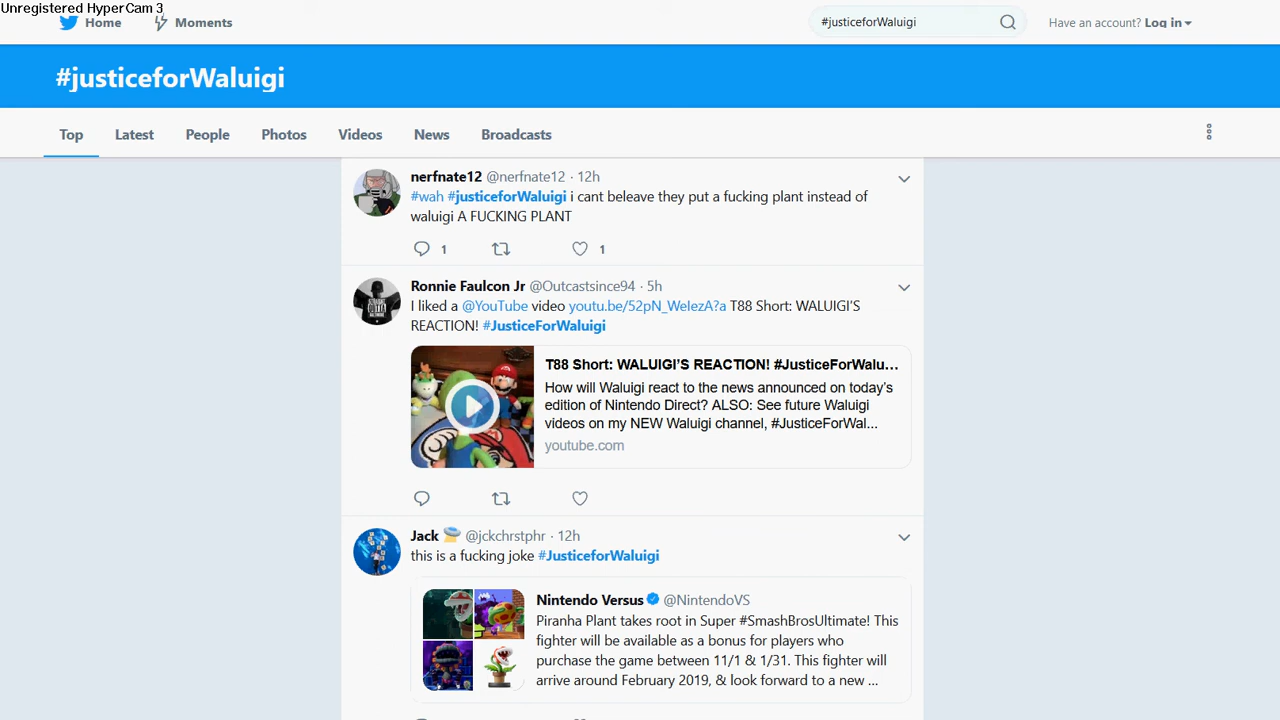 Unregistered HyperCam 3
Home
Moments
#justiceforWaluigi
Have an account? Log in
#justiceforWaluigi
Top
Latest
People
Photos
Videos
News
Broadcasts
nerfnate12 @nerfnate12 · 12h
#wah #justiceforWaluigi i cant beleave they put a fucking plant instead of
waluigi A FUCKING PLANT
1
1
Ronnie Faulcon Jr @Outcastsince94 · 5h
I liked a @YouTube video youtu.be/52pN_WeIezA?a T88 Short: WALUIGI'S
REACTION! #JusticeForWaluigi
T88 Short: WALUIGI'S REACTION! #JusticeForWalu...
How will Waluigi react to the news announced on today's
edition of Nintendo Direct? ALSO: See future Waluigi
videos on my NEW Waluigi channel, #JusticeForWal...
youtube.com
Jack @jckchrstphr · 12h
this is a fucking joke #JusticeforWaluigi
Nintendo Versus @NintendoVS
Piranha Plant takes root in Super #SmashBrosUltimate! This
fighter will be available as a bonus for players who
purchase the game between 11/1 & 1/31. This fighter will
arrive around February 2019, & look forward to a new ...